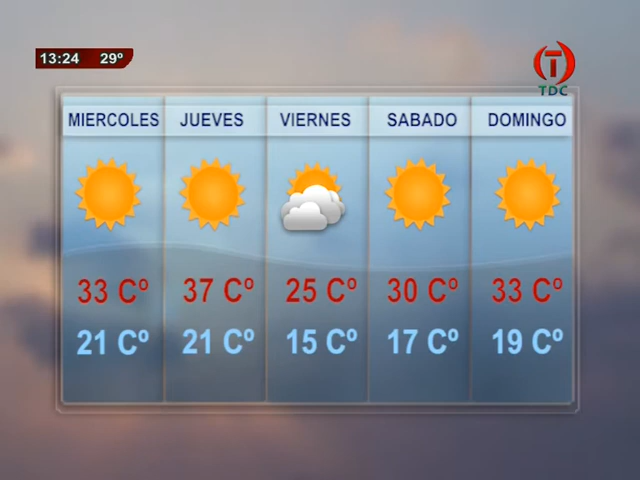 13:24 29º
T
TDC
MIERCOLES JUEVES VIERNES SABADO DOMINGO
33 Cº 37 Cº 25 Cº 30 Cº 33 Cº
21 Cº 21 Cº 15 Cº 17 Cº 19 Cº